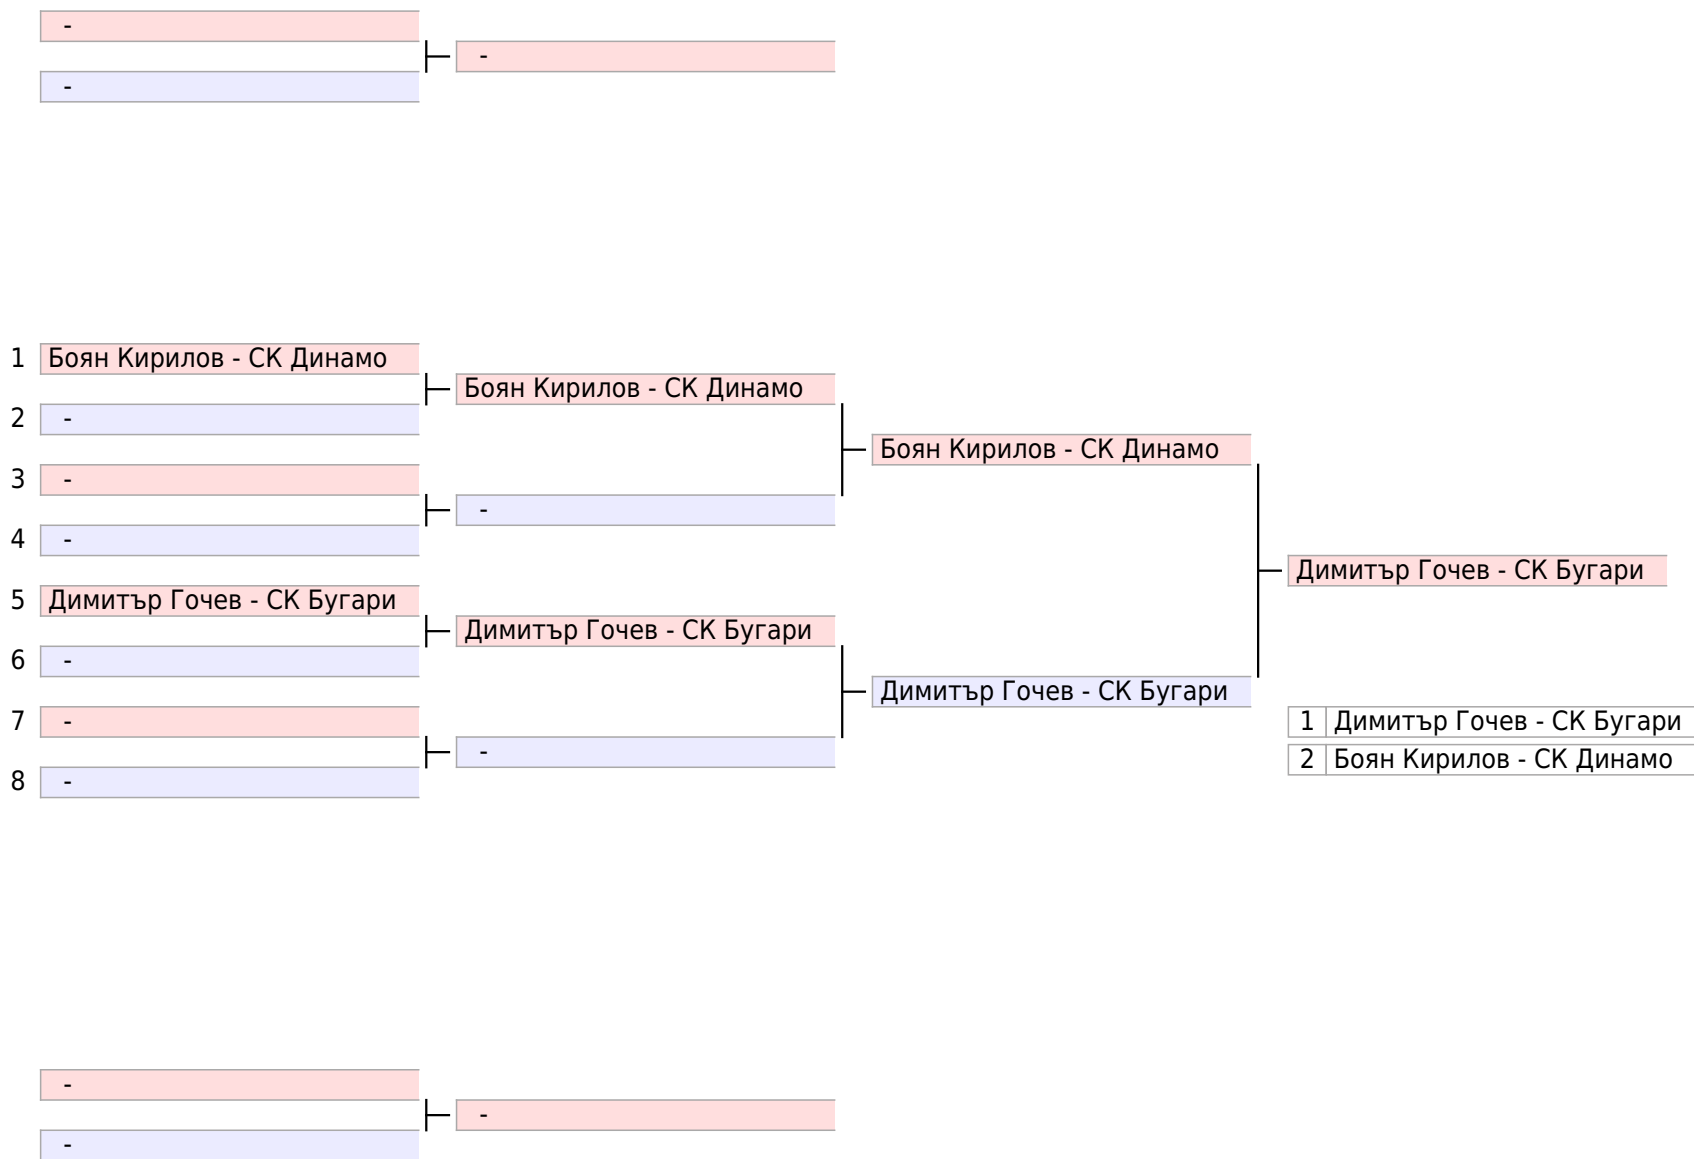 -
-
-
1 Боян Кирилов - СК Динамо
Боян Кирилов - СК Динамо
2 -
Боян Кирилов - СК Динамо
3 -
-
4 -
Димитър Гочев - СК Бугари
5 Димитър Гочев - СК Бугари
Димитър Гочев - СК Бугари
6 -
Димитър Гочев - СК Бугари
7 -
1 Димитър Гочев - СК Бугари
-
2 Боян Кирилов - СК Динамо
8 -
-
-
-